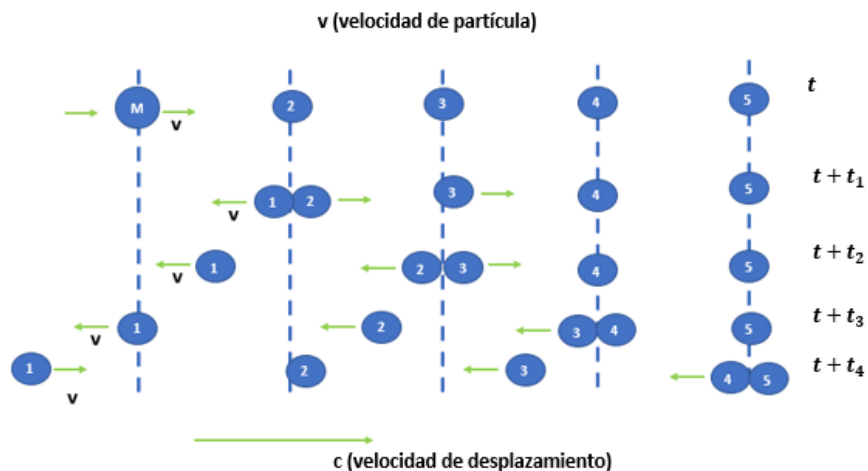 v (velocidad de partícula)
M 2 3 4 5 t
v
1 2 3 4 5 t + t₁
v
1 2 3 4 5 t + t₂
v
1 2 3 4 5 t + t₃
v
1 2 3 4 5 t + t₄
v
c (velocidad de desplazamiento)